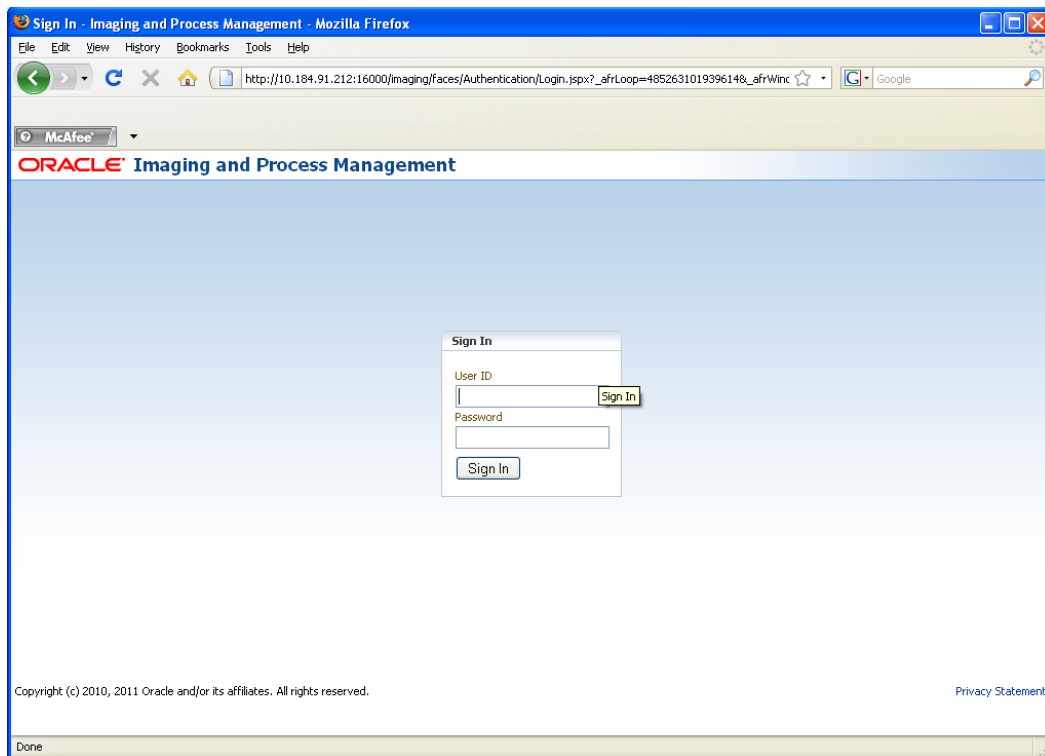 Sign In - Imaging and Process Management - Mozilla Firefox
File Edit View History Bookmarks Tools Help
http://10.184.91.212:16000/imaging/faces/Authentication/Login.jspx?_afrLoop=485263101939614&_afrWinc
G Google
McAfee
ORACLE Imaging and Process Management
Sign In
User ID
Sign In
Password
Sign In
Copyright (c) 2010, 2011 Oracle and/or its affiliates. All rights reserved. Privacy Statement
Done